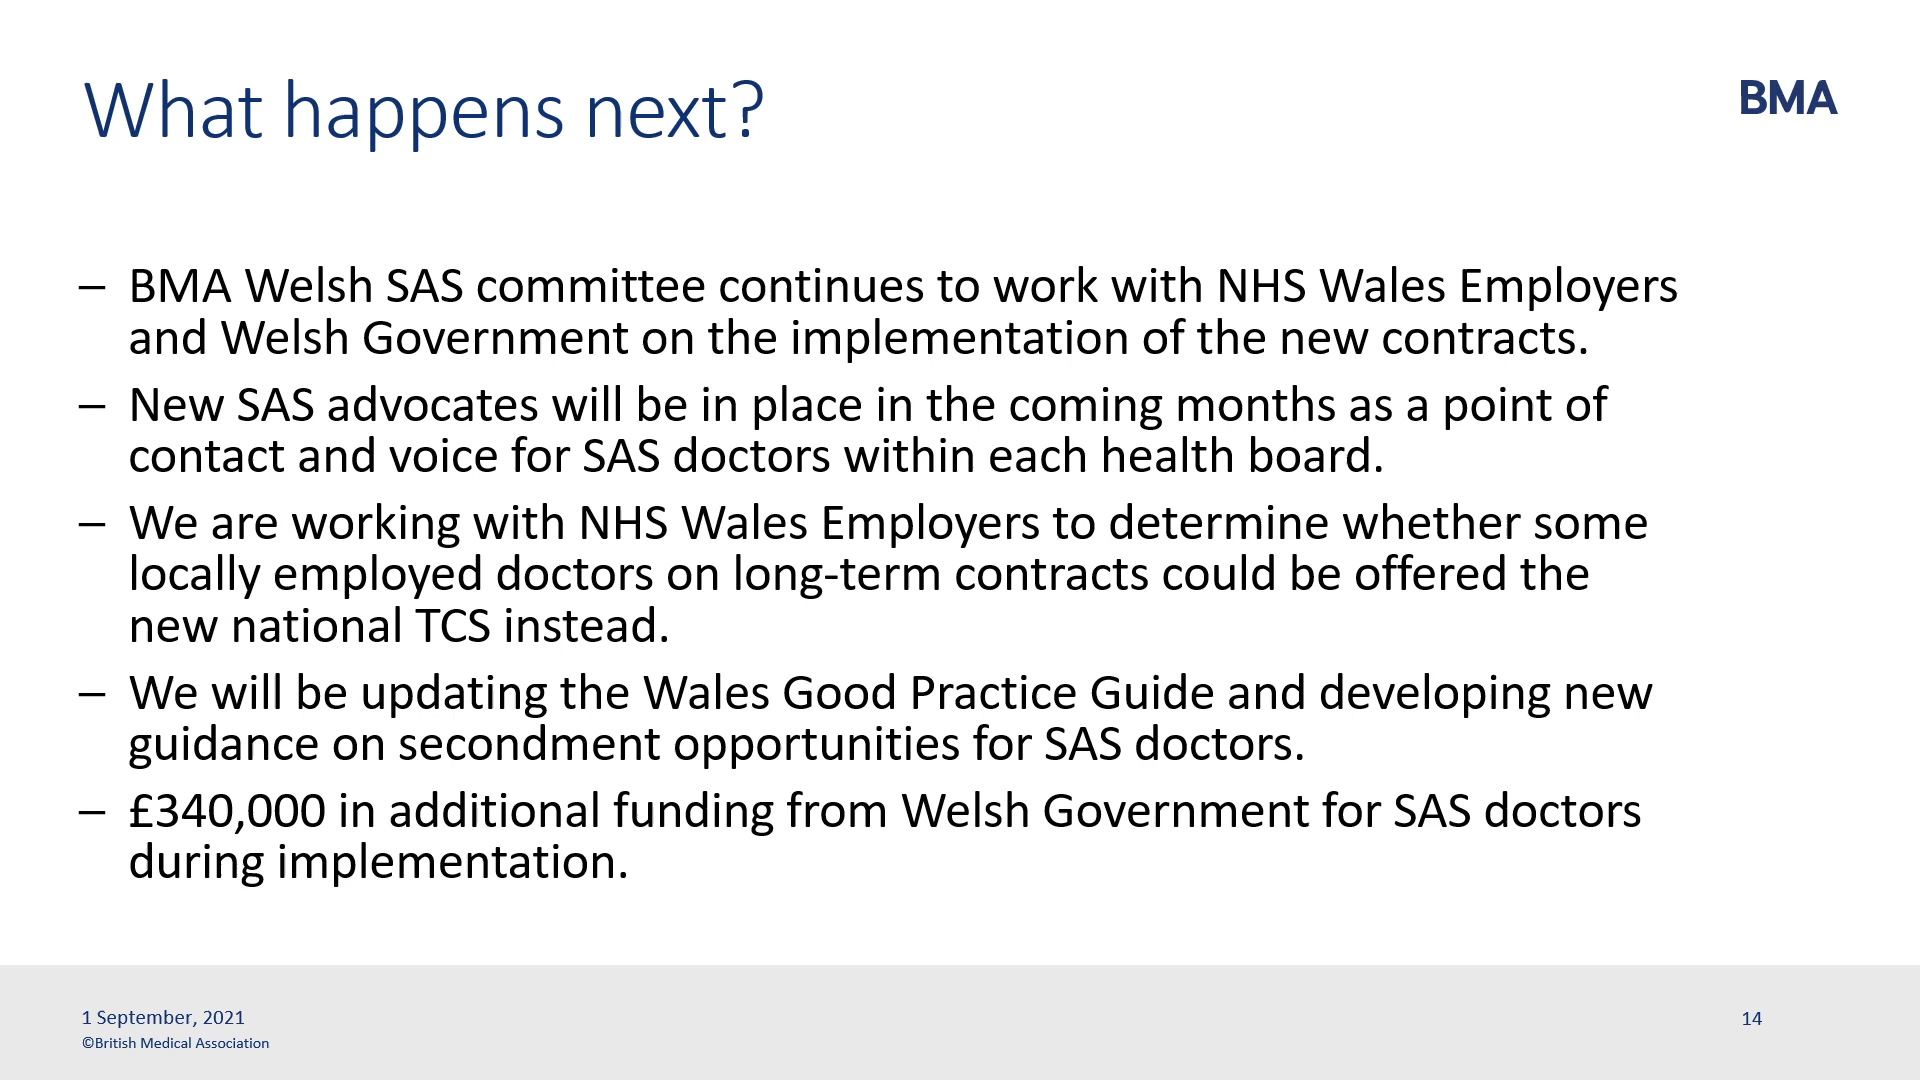 What happens next?
BMA
– BMA Welsh SAS committee continues to work with NHS Wales Employers
and Welsh Government on the implementation of the new contracts.
– New SAS advocates will be in place in the coming months as a point of
contact and voice for SAS doctors within each health board.
– We are working with NHS Wales Employers to determine whether some
locally employed doctors on long-term contracts could be offered the
new national TCS instead.
– We will be updating the Wales Good Practice Guide and developing new
guidance on secondment opportunities for SAS doctors.
– £340,000 in additional funding from Welsh Government for SAS doctors
during implementation.
1 September, 2021
14
©British Medical Association